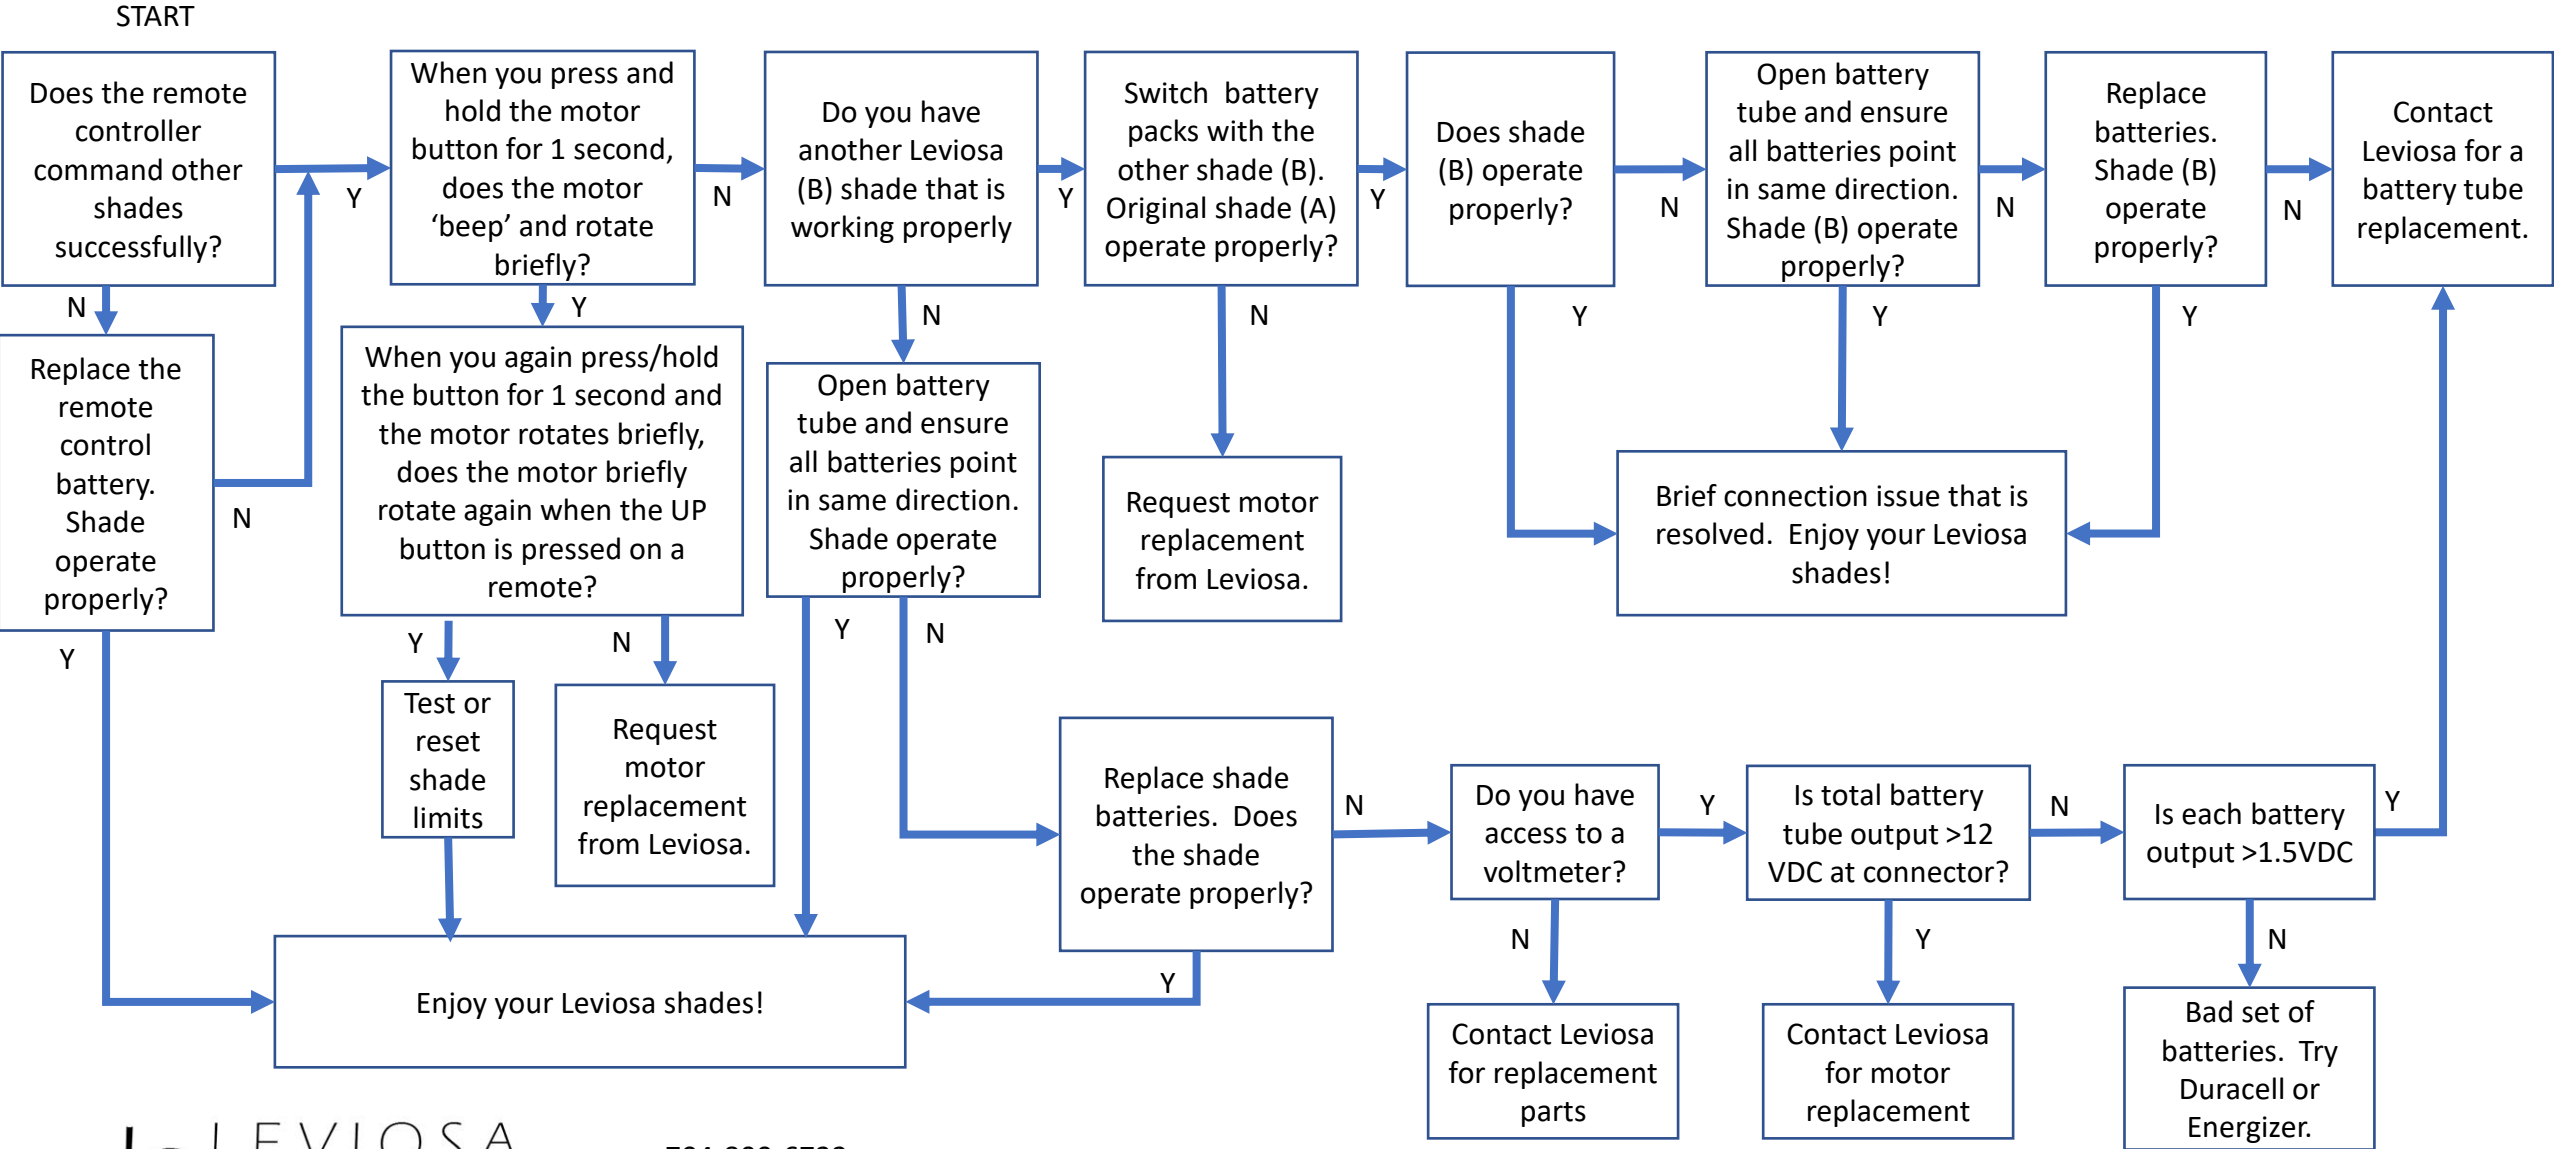 START
Does the remote
controller
command other
shades
successfully?
Y
N
When you press and
hold the motor
button for 1 second,
does the motor
‘beep’ and rotate
briefly?
N
Y
Do you have
another Leviosa
(B) shade that is
working properly
Y
N
Switch battery
packs with the
other shade (B).
Original shade (A)
operate properly?
Y
N
Does shade
(B) operate
properly?
N
Y
Open battery
tube and ensure
all batteries point
in same direction.
Shade (B) operate
properly?
N
Y
Replace
batteries.
Shade (B)
operate
properly?
N
Y
Contact
Leviosa for a
battery tube
replacement.
Replace the
remote
control
battery.
Shade
operate
properly?
N
Y
When you again press/hold
the button for 1 second and
the motor rotates briefly,
does the motor briefly
rotate again when the UP
button is pressed on a
remote?
Y
N
Open battery
tube and ensure
all batteries point
in same direction.
Shade operate
properly?
Y
N
Request motor
replacement
from Leviosa.
Brief connection issue that is
resolved. Enjoy your Leviosa
shades!
Test or
reset
shade
limits
Request
motor
replacement
from Leviosa.
Replace shade
batteries. Does
the shade
operate properly?
N
Y
Do you have
access to a
voltmeter?
Y
N
Is total battery
tube output >12
VDC at connector?
N
Y
Is each battery
output >1.5VDC
Y
N
Enjoy your Leviosa shades!
Contact Leviosa
for replacement
parts
Contact Leviosa
for motor
replacement
Bad set of
batteries. Try
Duracell or
Energizer.
LEVIOSA